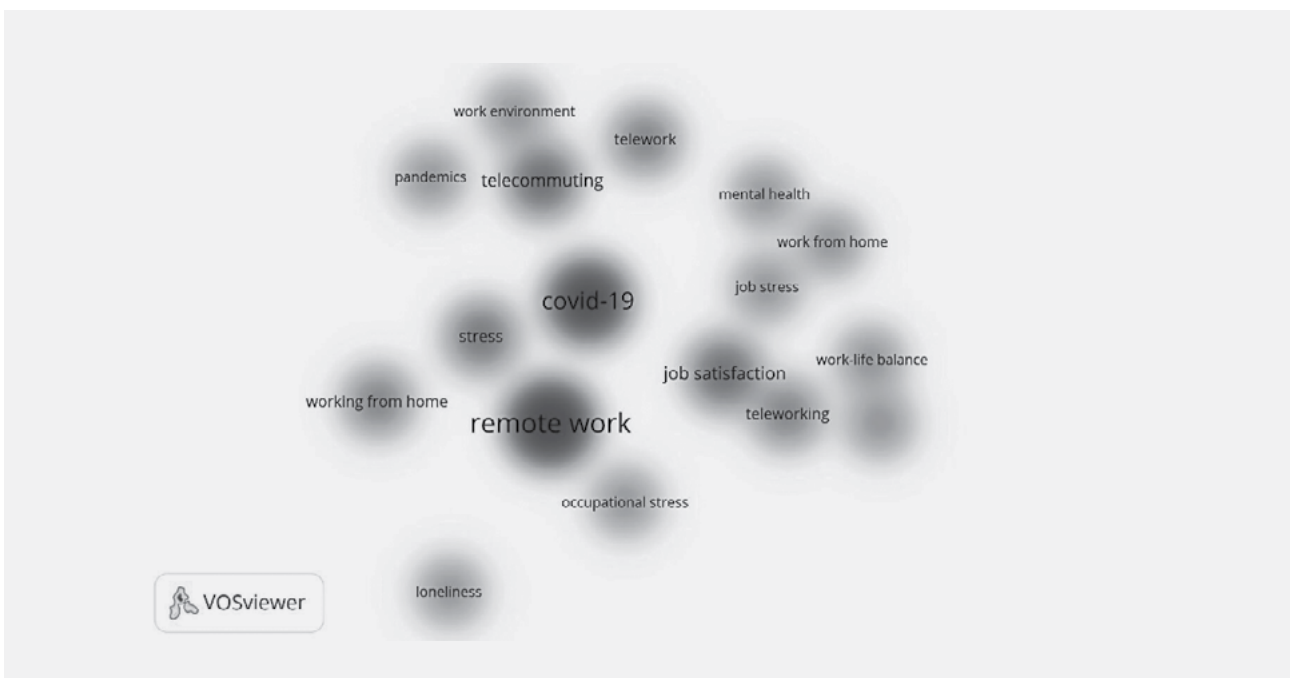 work environment
telework
pandemics
telecommuting
mental health
work from home
job stress
covid-19
stress
work-life balance
job satisfaction
working from home
teleworking
remote work
occupational stress
loneliness
VOSviewer